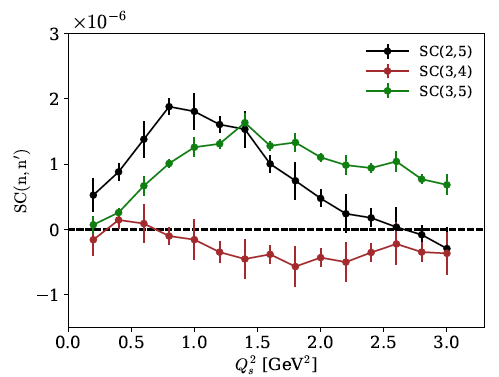 ×10⁻⁶
3
2
1
0
−1
SC(n, n′)
SC(2,5)
SC(3,4)
SC(3,5)
0.0 0.5 1.0 1.5 2.0 2.5 3.0
Qₛ² [GeV²]